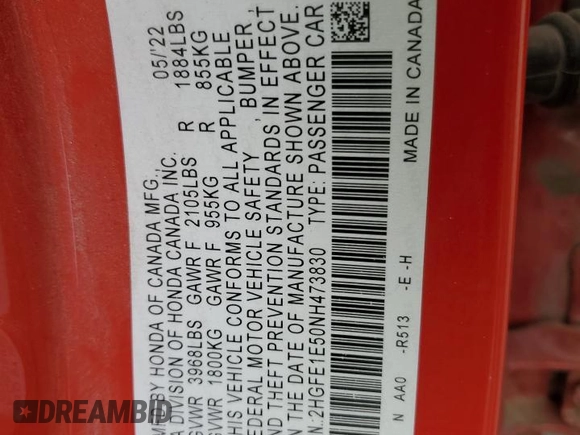 BY HONDA OF CANADA MFG., 05/'22
A DIVISION OF HONDA CANADA INC.
GVWR 3968LBS GAWR F 2105LBS R 1884LBS
GVWR 1800KG GAWR F 955KG R 855KG
THIS VEHICLE CONFORMS TO ALL APPLICABLE
FEDERAL MOTOR VEHICLE SAFETY , BUMPER,
AND THEFT PREVENTION STANDARDS IN EFFECT
ON THE DATE OF MANUFACTURE SHOWN ABOVE.
2HGFE1E50NH473830 TYPE: PASSENGER CAR
N AA0 -R513 -E -H MADE IN CANADA
DREAMBID